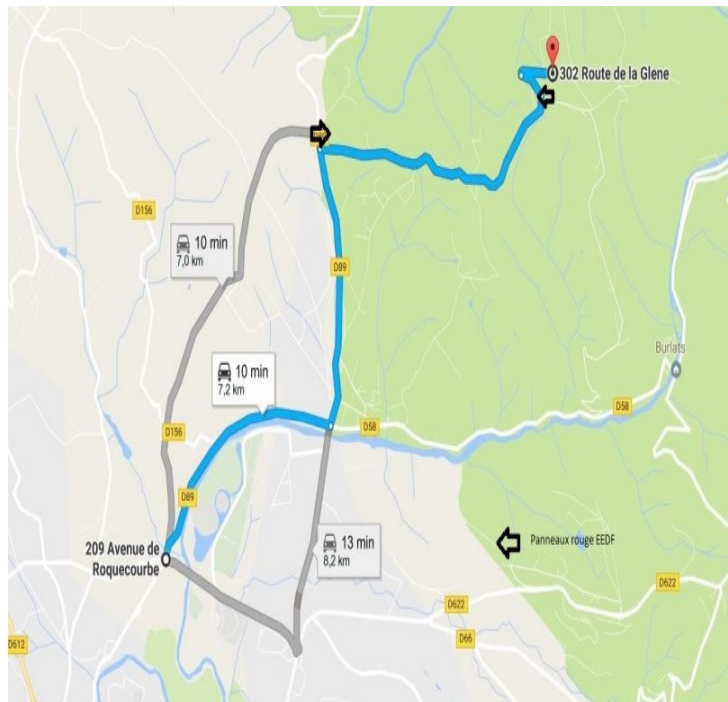 302 Route de la Glene
D156
10 min
7,0 km
D89
Burlats
10 min
7,2 km
D58
D156
D58
D89
209 Avenue de
Roquecourbe
13 min
8,2 km
Panneaux rouge EEDF
D622
D622
D612
D66